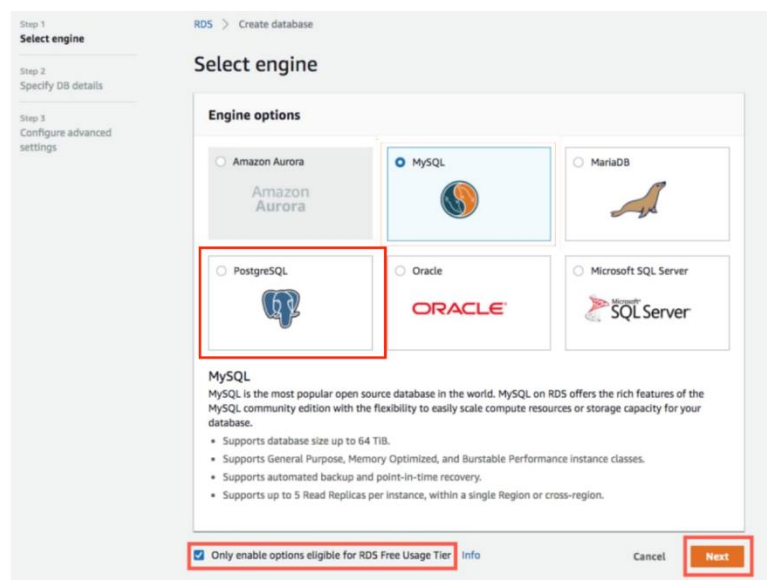 Step 1
Select engine
Step 2
Specify DB details
Step 3
Configure advanced
settings
RDS > Create database
Select engine
Engine options
Amazon Aurora
Amazon
Aurora
MySQL
MariaDB
PostgreSQL
Oracle
ORACLE
Microsoft SQL Server
Microsoft
SQL Server
MySQL
MySQL is the most popular open source database in the world. MySQL on RDS offers the rich features of the
MySQL community edition with the flexibility to easily scale compute resources or storage capacity for your
database.
• Supports database size up to 64 TiB.
• Supports General Purpose, Memory Optimized, and Burstable Performance instance classes.
• Supports automated backup and point-in-time recovery.
• Supports up to 5 Read Replicas per instance, within a single Region or cross-region.
Only enable options eligible for RDS Free Usage Tier Info
Cancel
Next